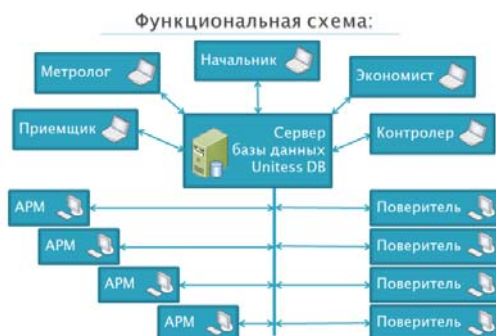 Функциональная схема:
Начальник
Метролог
Экономист
Приемщик
Сервер
базы данных
Unitess DB
Контролер
АРМ
Поверитель
АРМ
Поверитель
АРМ
Поверитель
АРМ
Поверитель